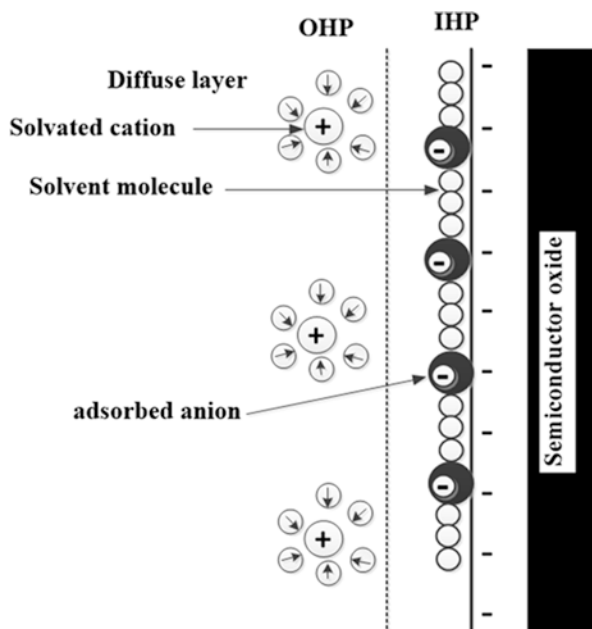 OHP
IHP
Diffuse layer
Solvated cation
Solvent molecule
adsorbed anion
Semiconductor oxide
+
+
+
-
-
-
-
-
-
-
-
-
-
-
-
-
-